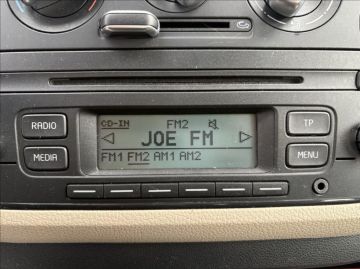 CD-IN FM2
RADIO TP
JOE FM
MEDIA MENU
FM1 FM2 AM1 AM2